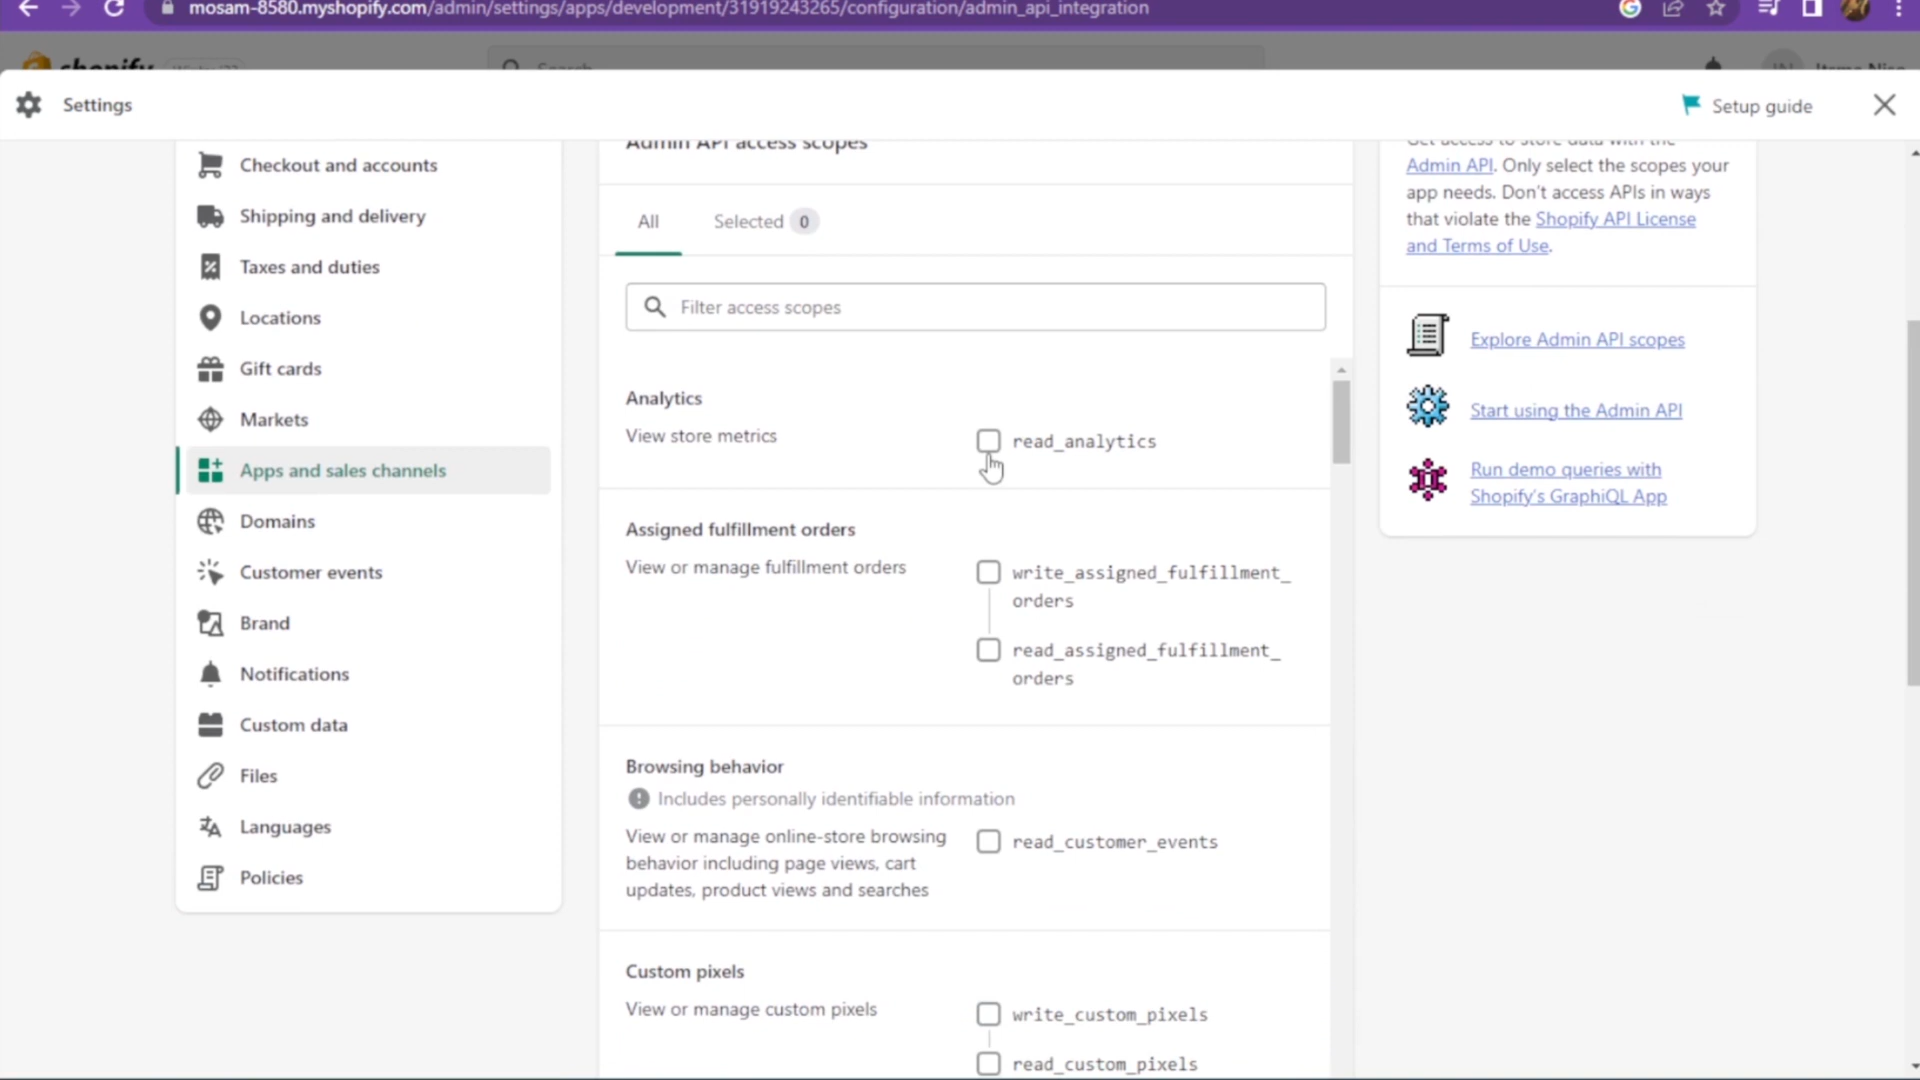 mosam-8580.myshopify.com/admin/settings/apps/development/31919243265/configuration/admin_api_integration
shopify
Search
Settings
Setup guide
Checkout and accounts
Shipping and delivery
Taxes and duties
Locations
Gift cards
Markets
Apps and sales channels
Domains
Customer events
Brand
Notifications
Custom data
Files
Languages
Policies
Admin API access scopes
All
Selected 0
Filter access scopes
Analytics
View store metrics
read_analytics
Assigned fulfillment orders
View or manage fulfillment orders
write_assigned_fulfillment_
orders
read_assigned_fulfillment_
orders
Browsing behavior
Includes personally identifiable information
View or manage online-store browsing
behavior including page views, cart
updates, product views and searches
read_customer_events
Custom pixels
View or manage custom pixels
write_custom_pixels
read_custom_pixels
Get access to store data with the
Admin API. Only select the scopes your
app needs. Don't access APIs in ways
that violate the Shopify API License
and Terms of Use.
Explore Admin API scopes
Start using the Admin API
Run demo queries with
Shopify's GraphiQL App